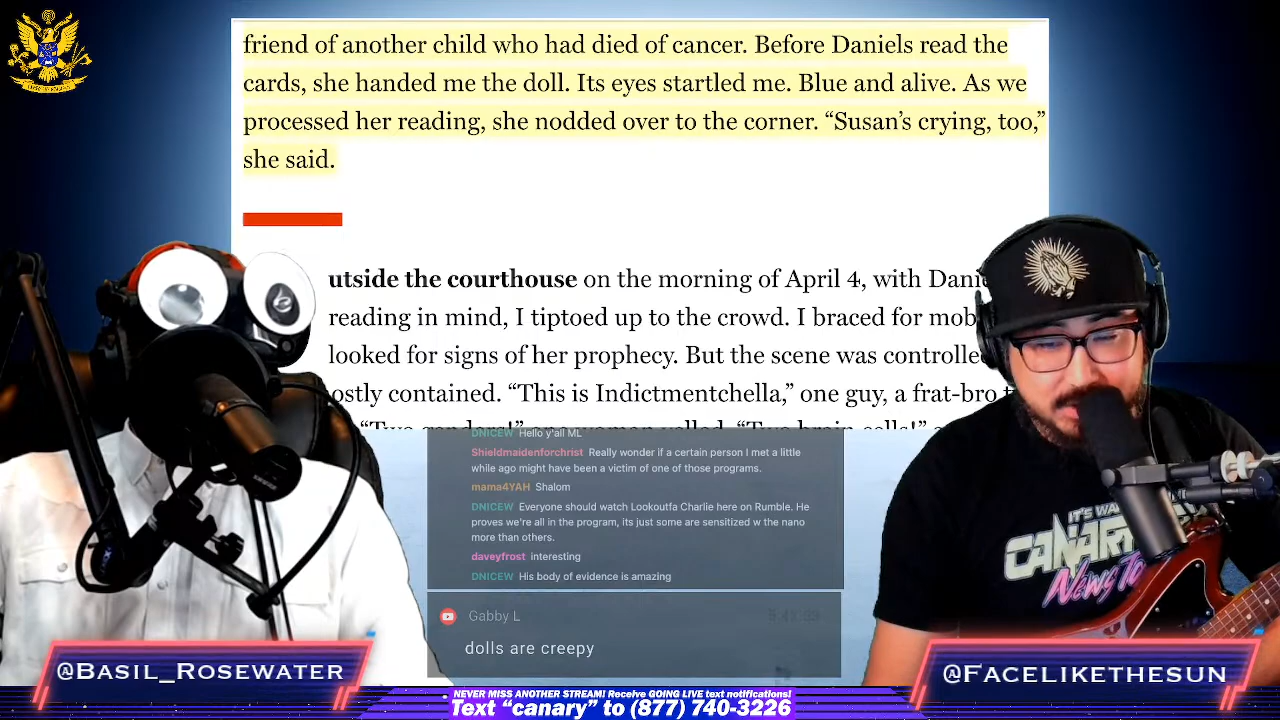 friend of another child who had died of cancer. Before Daniels read the
cards, she handed me the doll. Its eyes startled me. Blue and alive. As we
processed her reading, she nodded over to the corner. “Susan’s crying, too,”
she said.
utside the courthouse on the morning of April 4, with Danie
reading in mind, I tiptoed up to the crowd. I braced for mob
looked for signs of her prophecy. But the scene was controlled
ostly contained. “This is Indictmentchella,” one guy, a frat-bro t
DNICEW Hello y'all ML
Shieldmaidenforchrist Really wonder if a certain person I met a little
while ago might have been a victim of one of those programs.
mama4YAH Shalom
DNICEW Everyone should watch Lookoutfa Charlie here on Rumble. He
proves we're all in the program, its just some are sensitized w the nano
more than others.
daveyfrost interesting
DNICEW His body of evidence is amazing
Gabby L
dolls are creepy
IT'S WA
CANARY
News To
@BASIL_ROSEWATER
@FACELIKETHESUN
NEVER MISS ANOTHER STREAM! Receive GOING LIVE text notifications!
Text “canary” to (877) 740-3226